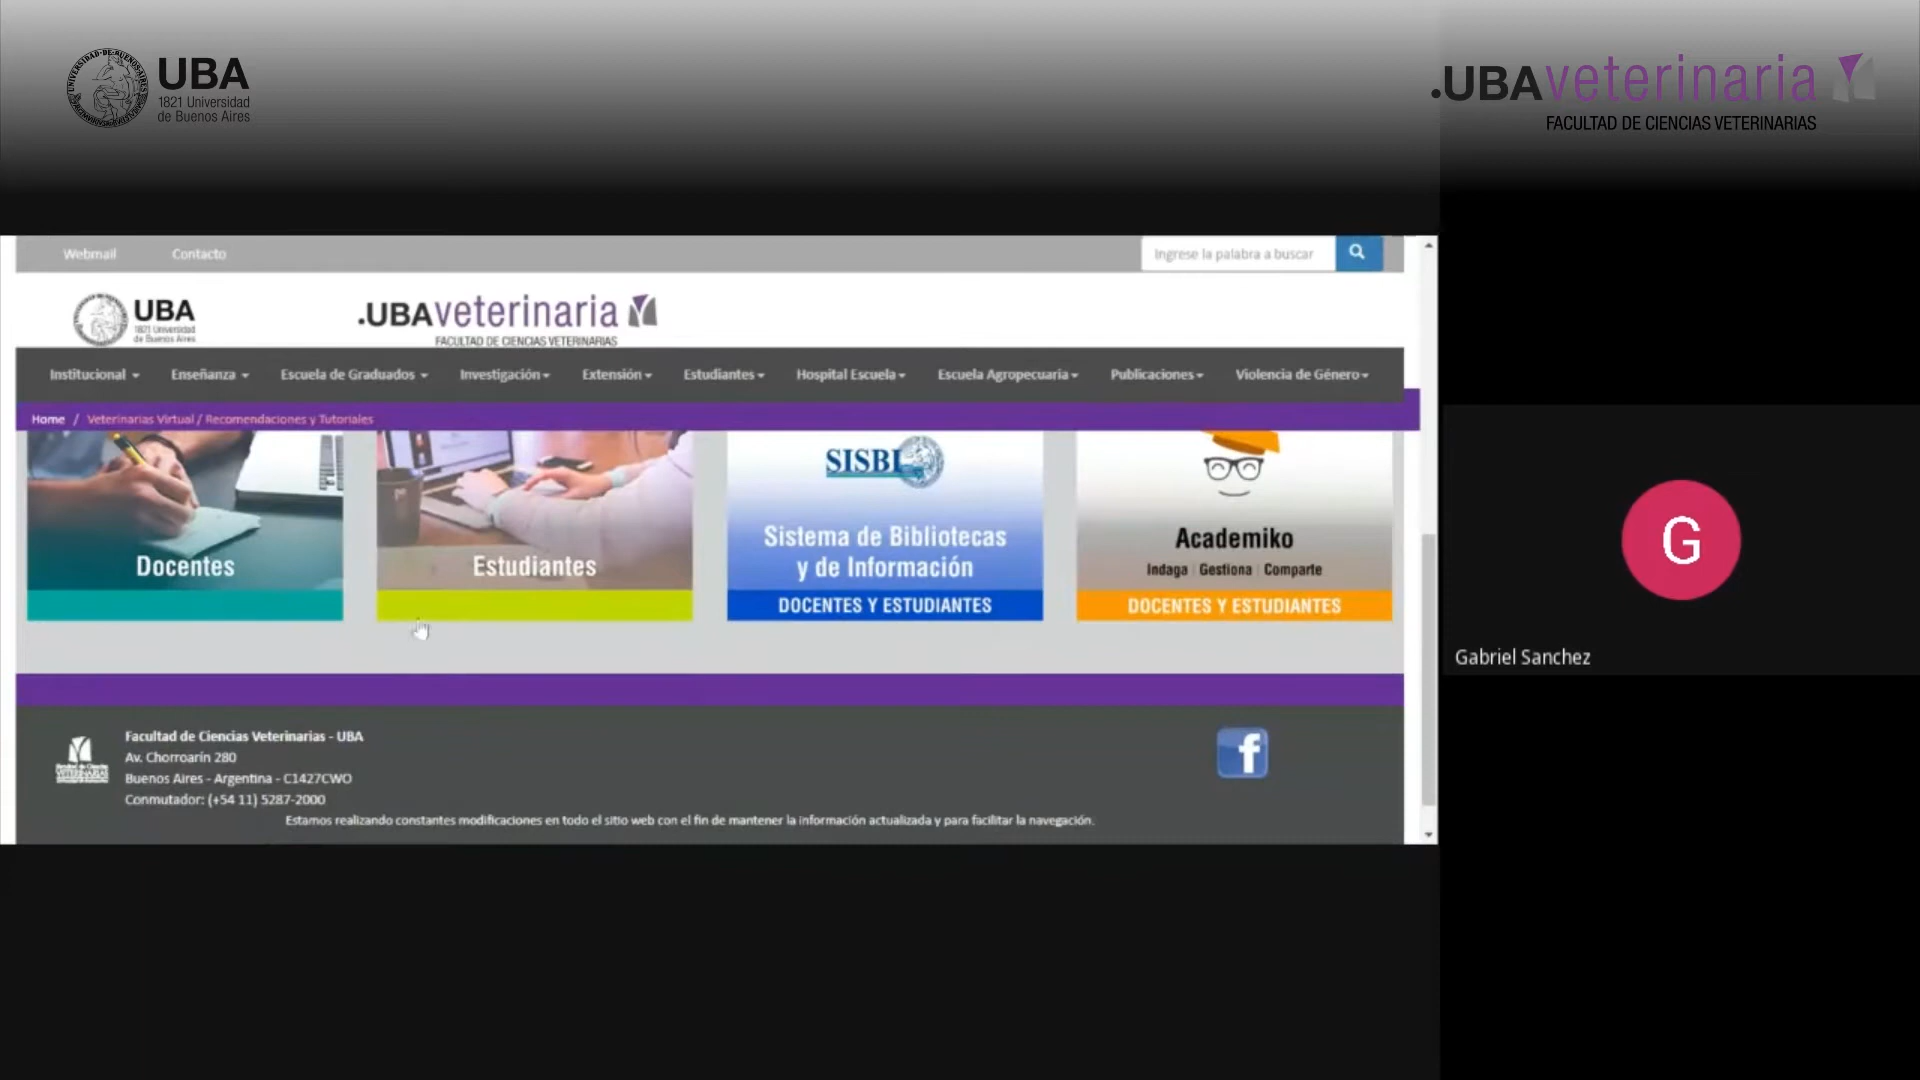 UBA
1821 Universidad
de Buenos Aires
.UBAveterinaria
FACULTAD DE CIENCIAS VETERINARIAS
Webmail Contacto
Ingrese la palabra a buscar
UBA
1821 Universidad
de Buenos Aires
.UBAveterinaria
FACULTAD DE CIENCIAS VETERINARIAS
Institucional Enseñanza Escuela de Graduados Investigación Extensión Estudiantes Hospital Escuela Escuela Agropecuaria Publicaciones Violencia de Género
Home / Veterinarias Virtual / Recomendaciones y Tutoriales
Docentes
Estudiantes
SISBI
Sistema de Bibliotecas
y de Información
DOCENTES Y ESTUDIANTES
Academiko
Indaga Gestiona Comparte
DOCENTES Y ESTUDIANTES
G
Gabriel Sanchez
Facultad de Ciencias Veterinarias - UBA
Av. Chorroarín 280
Buenos Aires - Argentina - C1427CWO
Conmutador: (+54 11) 5287-2000
Estamos realizando constantes modificaciones en todo el sitio web con el fin de mantener la información actualizada y para facilitar la navegación.